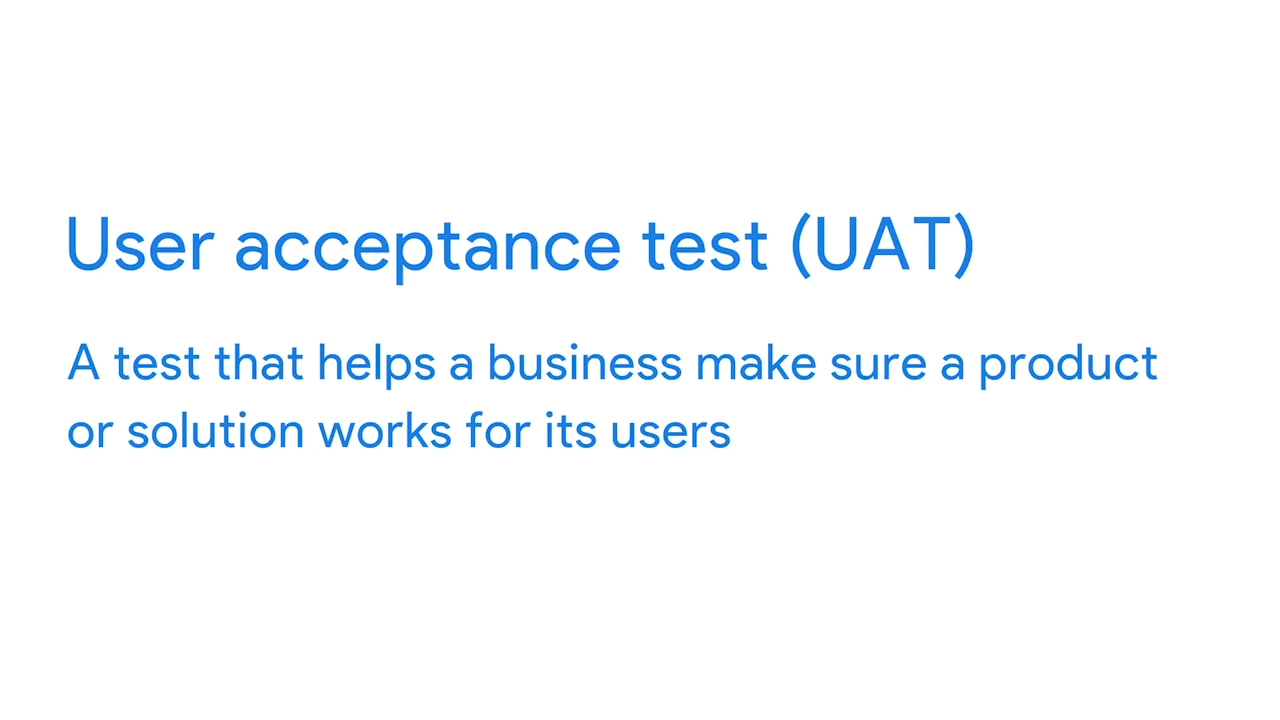 User acceptance test (UAT)
A test that helps a business make sure a product
or solution works for its users